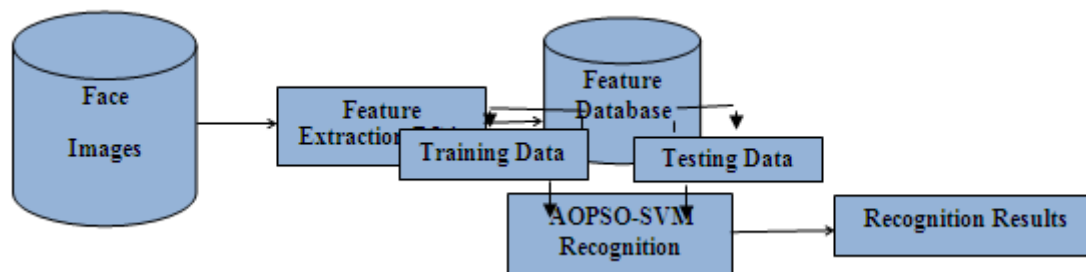 Face
Images
Feature
Extraction
Feature
Database
Training Data
Testing Data
AOPSO-SVM
Recognition
Recognition Results